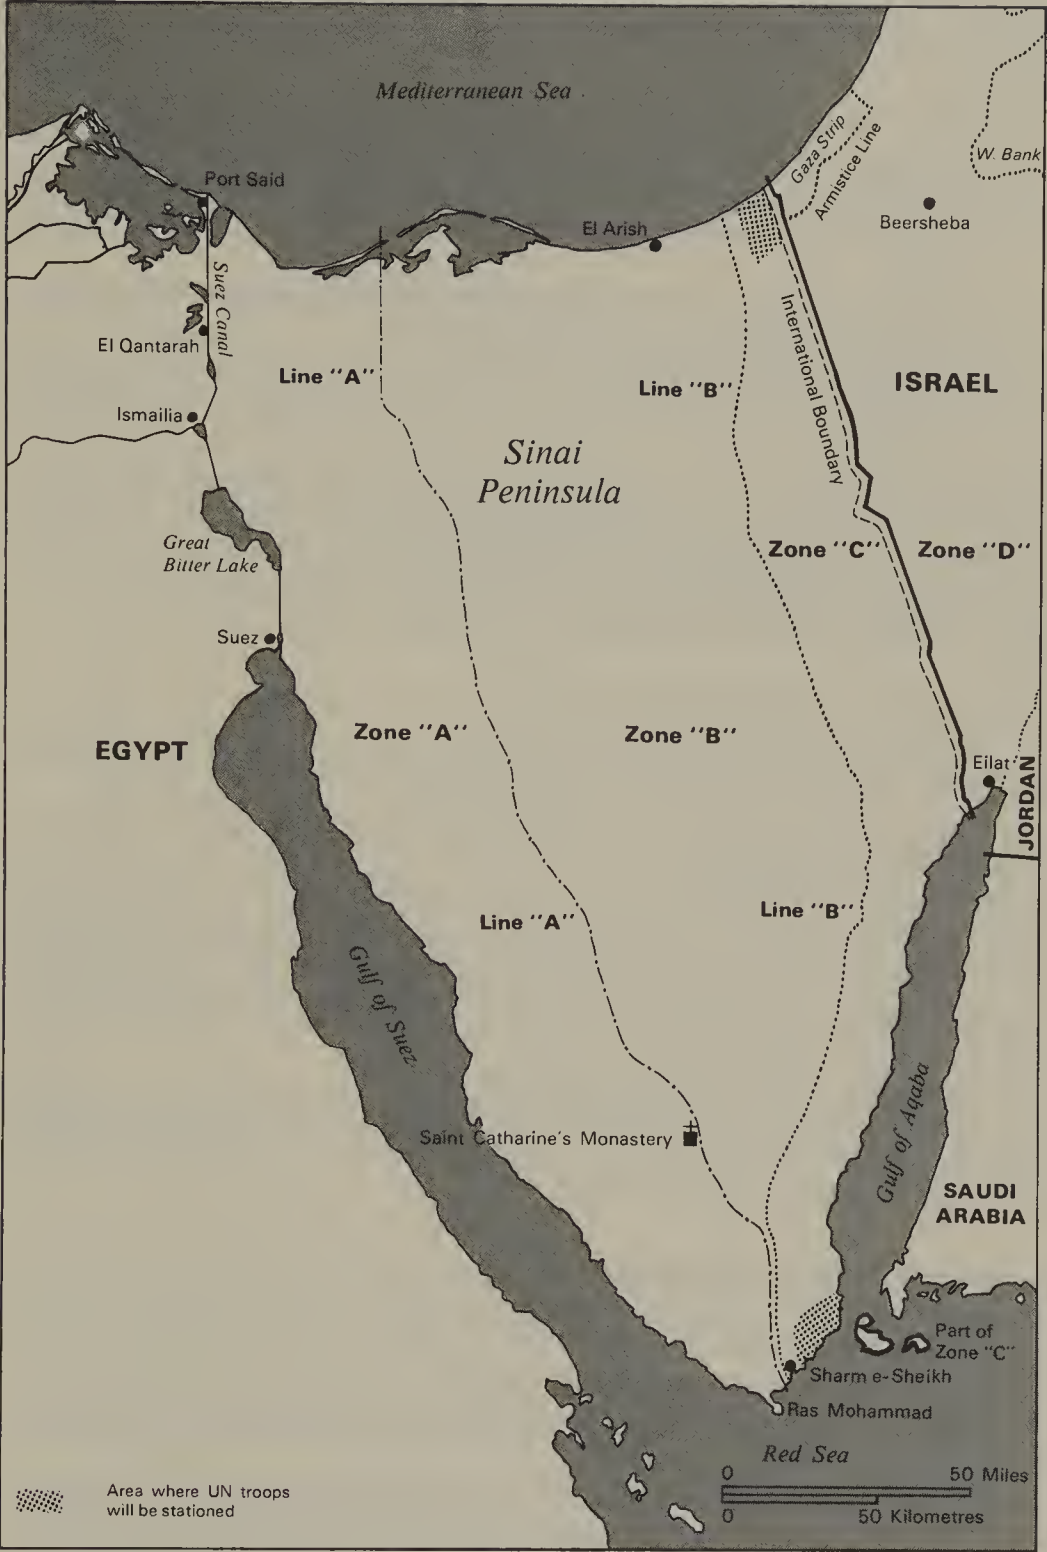 Mediterranean Sea
Gaza Strip
Armistice Line
W. Bank
Port Said
El Arish
Beersheba
Suez Canal
El Qantarah
Line "A"
Line "B"
International Boundary
ISRAEL
Ismailia
Sinai
Peninsula
Great
Bitter Lake
Zone "C"
Zone "D"
Suez
EGYPT
Zone "A"
Zone "B"
Eilat
JORDAN
Line "A"
Line "B"
Gulf of Suez
Gulf of Aqaba
Saint Catharine's Monastery
SAUDI
ARABIA
Part of
Zone "C"
Sharm e-Sheikh
Ras Mohammad
Red Sea
0 50 Miles
0 50 Kilometres
Area where UN troops
will be stationed